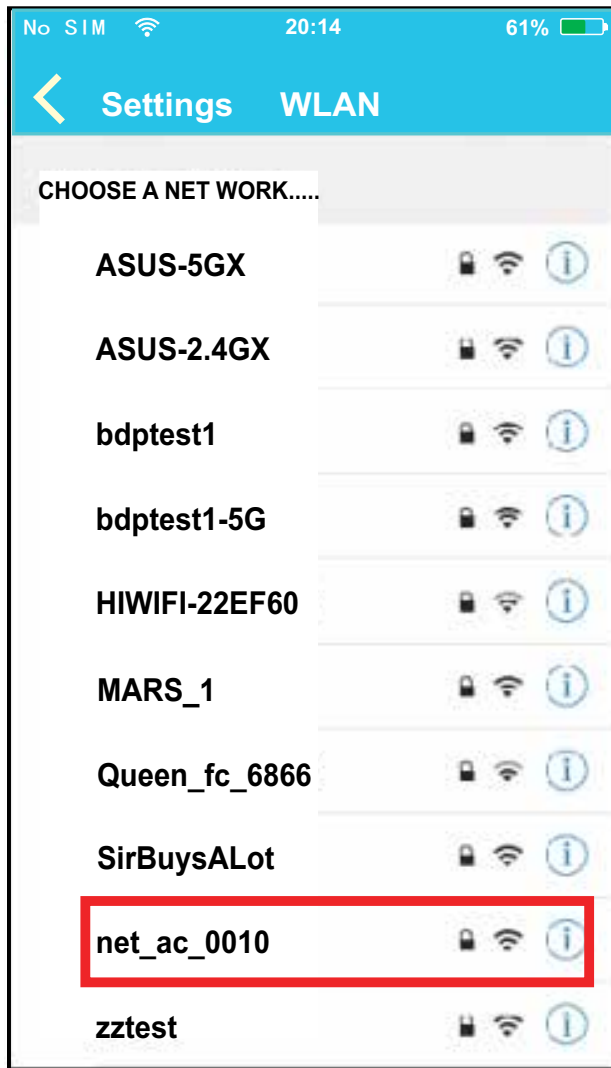 No SIM 20:14 61%
Settings WLAN
CHOOSE A NET WORK.....
ASUS-5GX
ASUS-2.4GX
bdptest1
bdptest1-5G
HIWIFI-22EF60
MARS_1
Queen_fc_6866
SirBuysALot
net_ac_0010
zztest